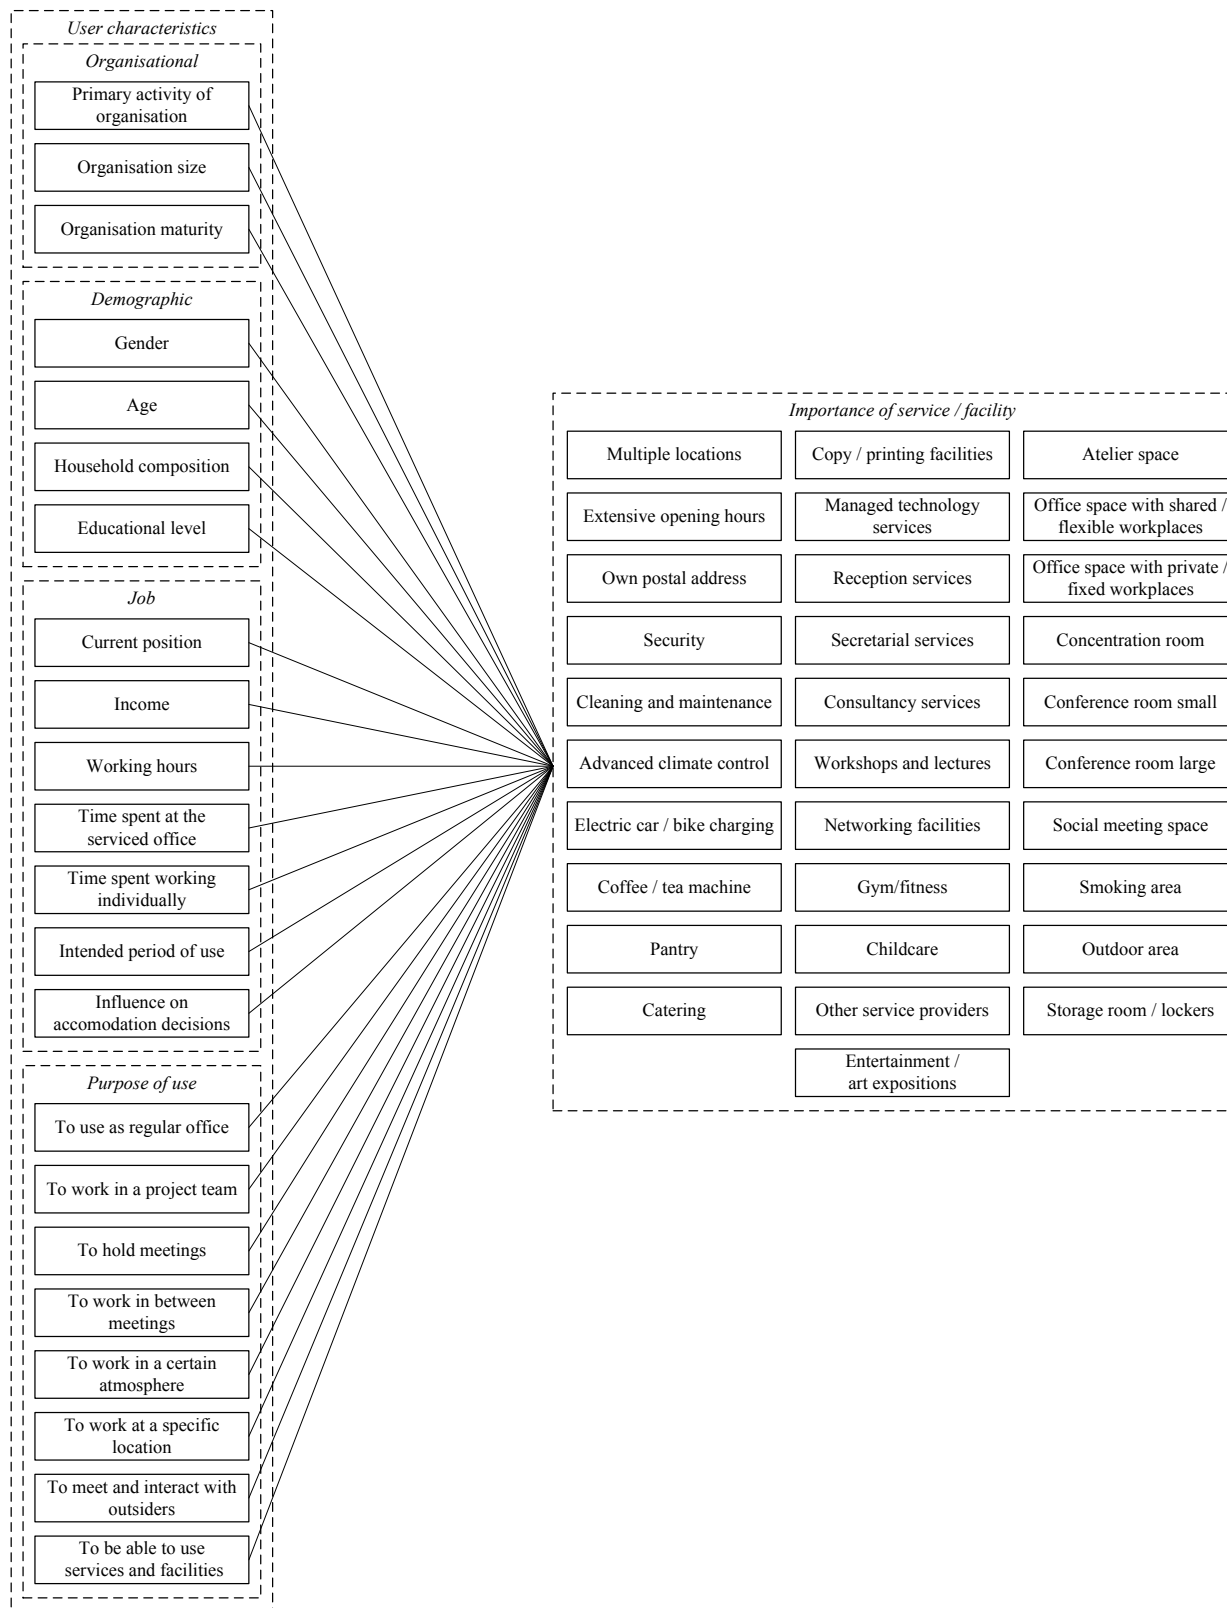 User characteristics
Organisational
Primary activity of
organisation
Organisation size
Organisation maturity
Demographic
Gender
Age
Household composition
Educational level
Job
Current position
Income
Working hours
Time spent at the
serviced office
Time spent working
individually
Intended period of use
Influence on
accomodation decisions
Purpose of use
To use as regular office
To work in a project team
To hold meetings
To work in between
meetings
To work in a certain
atmosphere
To work at a specific
location
To meet and interact with
outsiders
To be able to use
services and facilities
Importance of service / facility
Multiple locations
Extensive opening hours
Own postal address
Security
Cleaning and maintenance
Advanced climate control
Electric car / bike charging
Coffee / tea machine
Pantry
Catering
Copy / printing facilities
Managed technology
services
Reception services
Secretarial services
Consultancy services
Workshops and lectures
Networking facilities
Gym/fitness
Childcare
Other service providers
Entertainment /
art expositions
Atelier space
Office space with shared /
flexible workplaces
Office space with private /
fixed workplaces
Concentration room
Conference room small
Conference room large
Social meeting space
Smoking area
Outdoor area
Storage room / lockers